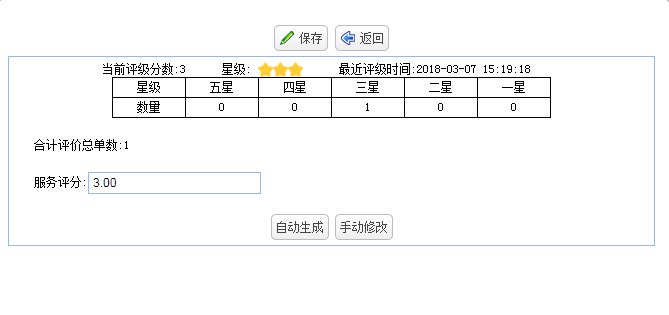 保存 返回
当前评级分数:3 星级: 最近评级时间:2018-03-07 15:19:18
星级 五星 四星 三星 二星 一星
数量 0 0 1 0 0
合计评价总单数:1
服务评分: 3.00
自动生成 手动修改